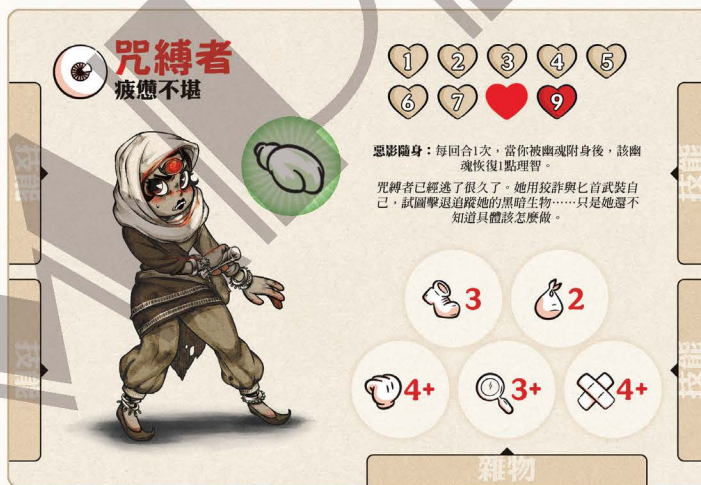 咒縛者
疲憊不堪
1 2 3 4 5
6 7 9
惡影隨身：每回合1次，當你被幽魂附身後，該幽
魂恢復1點理智。
咒縛者已經逃了很久了。她用狡詐與匕首武裝自
己，試圖擊退追蹤她的黑暗生物……只是她還不
知道具體該怎麼做。
3 2
4+ 3+ 4+
技能
技能
雜物